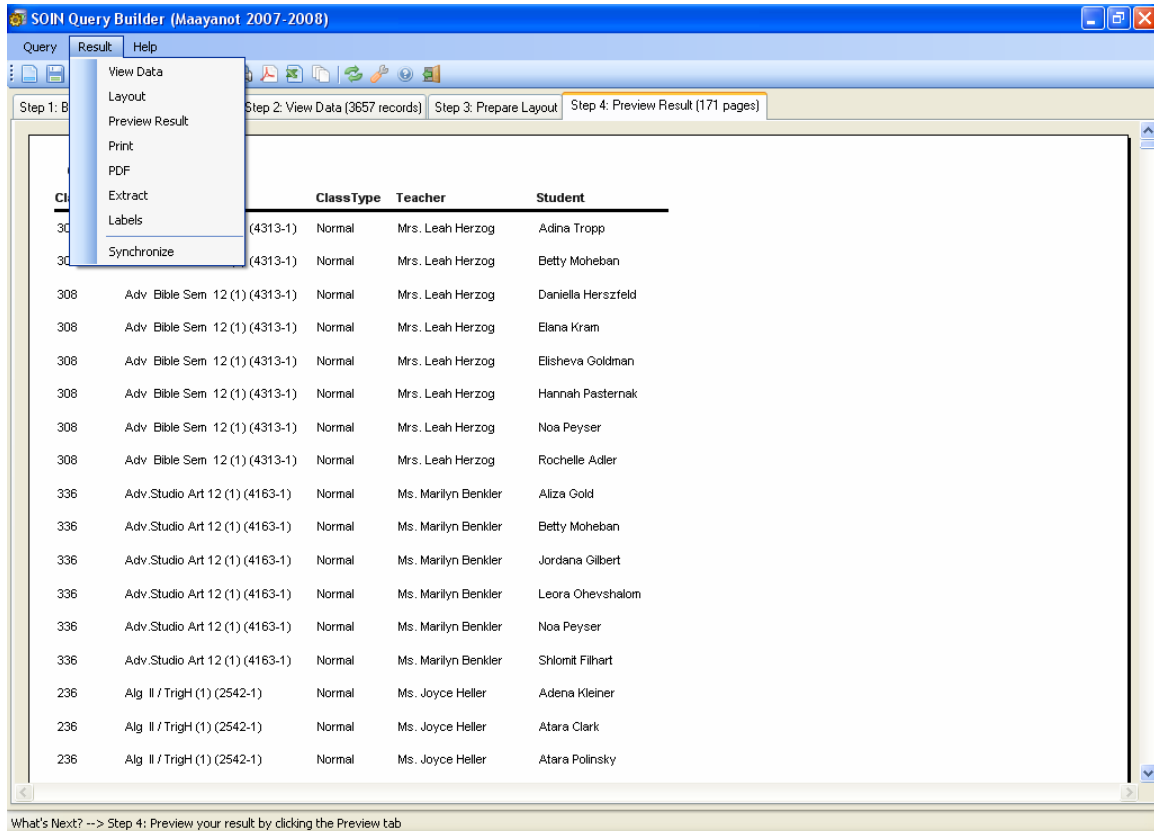 SOIN Query Builder (Maayanot 2007-2008)
Query Result Help
View Data
Layout
Preview Result
Print
PDF
Extract
Labels
Synchronize
Step 1: B Step 2: View Data (3657 records) Step 3: Prepare Layout Step 4: Preview Result (171 pages)
ClassType Teacher Student
(4313-1) Normal Mrs. Leah Herzog Adina Tropp
(4313-1) Normal Mrs. Leah Herzog Betty Moheban
308 Adv Bible Sem 12 (1) (4313-1) Normal Mrs. Leah Herzog Daniella Herszfeld
308 Adv Bible Sem 12 (1) (4313-1) Normal Mrs. Leah Herzog Elana Kram
308 Adv Bible Sem 12 (1) (4313-1) Normal Mrs. Leah Herzog Elisheva Goldman
308 Adv Bible Sem 12 (1) (4313-1) Normal Mrs. Leah Herzog Hannah Pasternak
308 Adv Bible Sem 12 (1) (4313-1) Normal Mrs. Leah Herzog Noa Peyser
308 Adv Bible Sem 12 (1) (4313-1) Normal Mrs. Leah Herzog Rochelle Adler
336 Adv.Studio Art 12 (1) (4163-1) Normal Ms. Marilyn Benkler Aliza Gold
336 Adv.Studio Art 12 (1) (4163-1) Normal Ms. Marilyn Benkler Betty Moheban
336 Adv.Studio Art 12 (1) (4163-1) Normal Ms. Marilyn Benkler Jordana Gilbert
336 Adv.Studio Art 12 (1) (4163-1) Normal Ms. Marilyn Benkler Leora Ohevshalom
336 Adv.Studio Art 12 (1) (4163-1) Normal Ms. Marilyn Benkler Noa Peyser
336 Adv.Studio Art 12 (1) (4163-1) Normal Ms. Marilyn Benkler Shlomit Filhart
236 Alg II / TrigH (1) (2542-1) Normal Ms. Joyce Heller Adena Kleiner
236 Alg II / TrigH (1) (2542-1) Normal Ms. Joyce Heller Atara Clark
236 Alg II / TrigH (1) (2542-1) Normal Ms. Joyce Heller Atara Polinsky
What's Next? --> Step 4: Preview your result by clicking the Preview tab